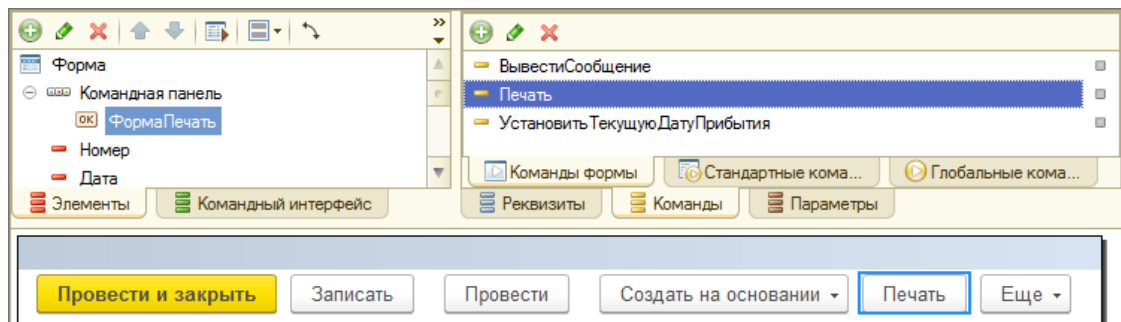 Форма
Командная панель
OK ФормаПечать
Номер
Дата
Элементы Командный интерфейс
ВывестиСообщение
Печать
УстановитьТекущуюДатуПрибытия
Команды формы Стандартные кома... Глобальные кома...
Реквизиты Команды Параметры
Провести и закрыть Записать Провести Создать на основании Печать Еще